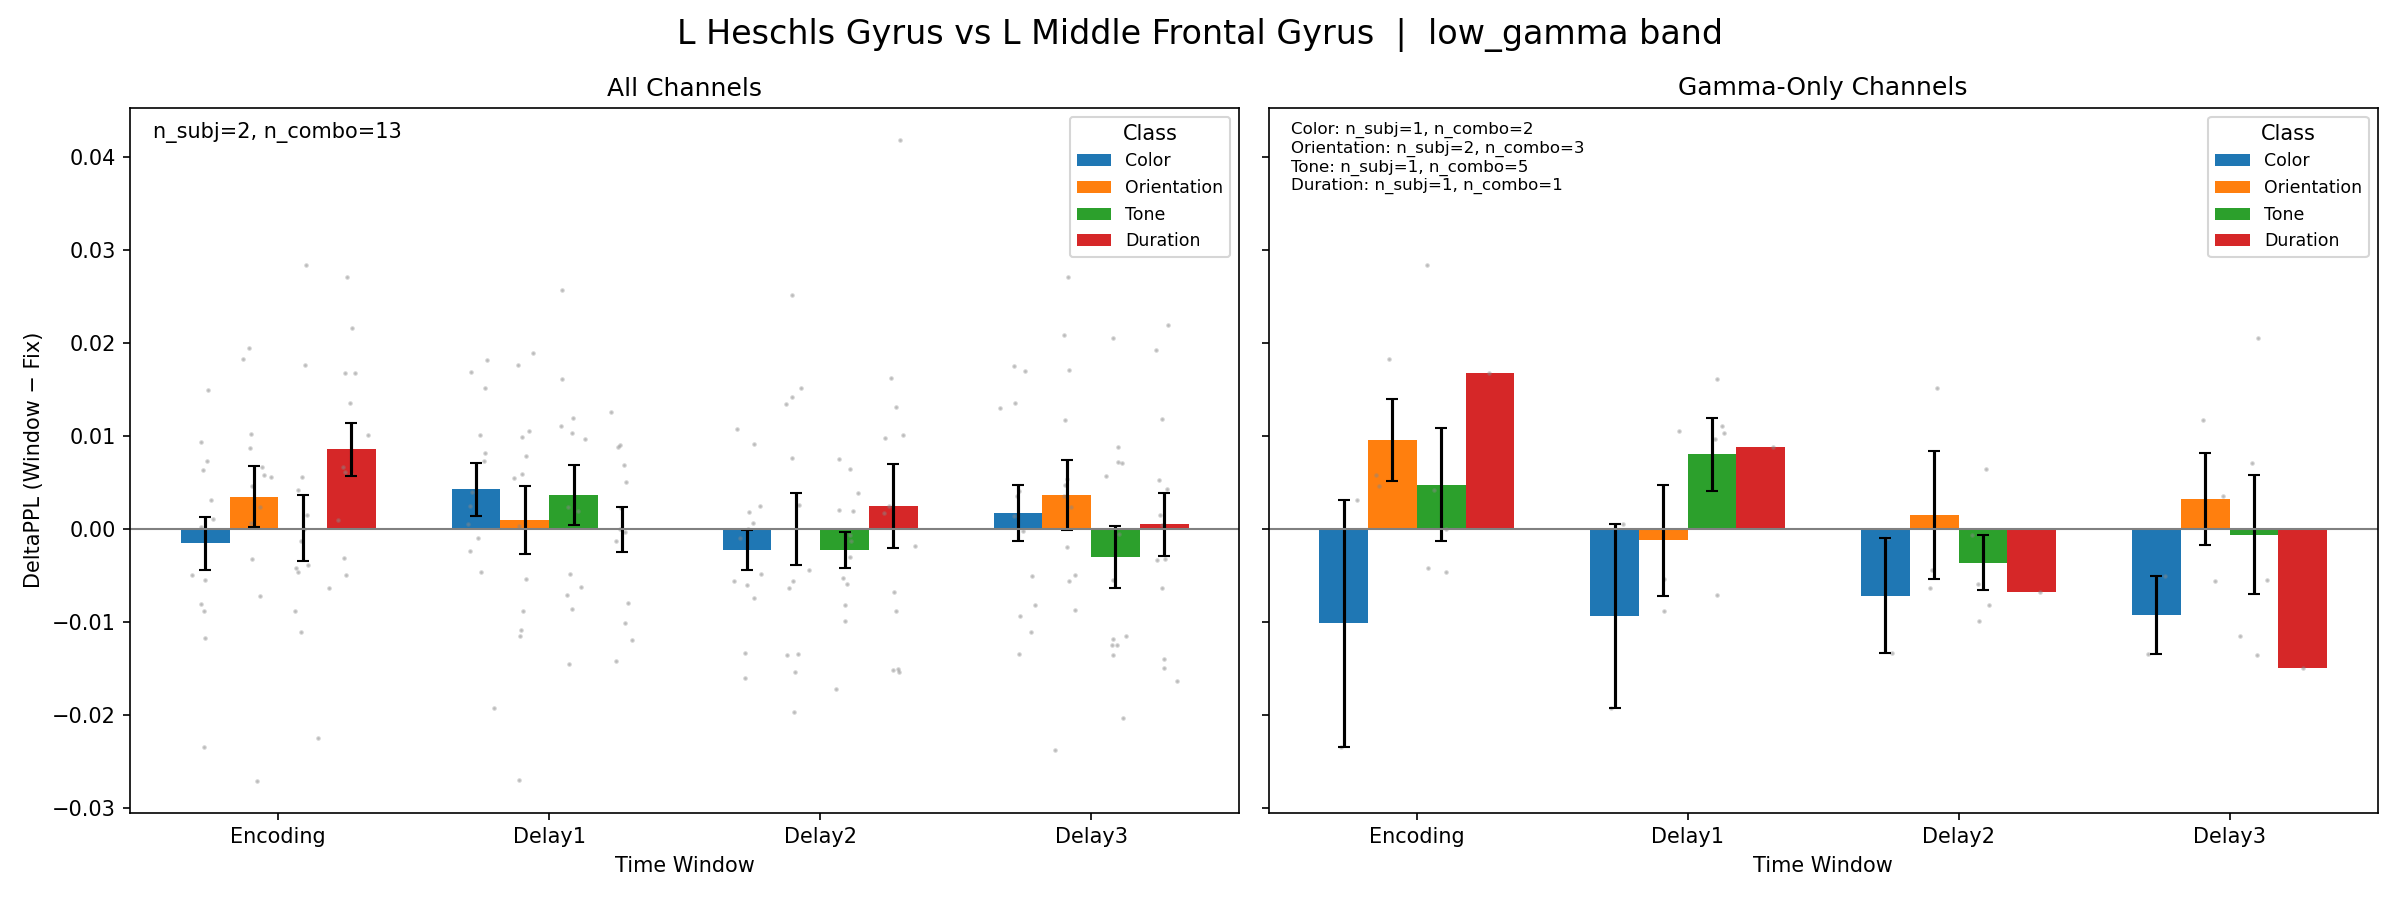 L Heschls Gyrus vs L Middle Frontal Gyrus | low_gamma band
All Channels
n_subj=2, n_combo=13
Class
Color
Orientation
Tone
Duration
DeltaPPL (Window − Fix)
0.04
0.03
0.02
0.01
0.00
−0.01
−0.02
−0.03
Encoding
Delay1
Delay2
Delay3
Time Window
Gamma-Only Channels
Color: n_subj=1, n_combo=2
Orientation: n_subj=2, n_combo=3
Tone: n_subj=1, n_combo=5
Duration: n_subj=1, n_combo=1
Class
Color
Orientation
Tone
Duration
Encoding
Delay1
Delay2
Delay3
Time Window